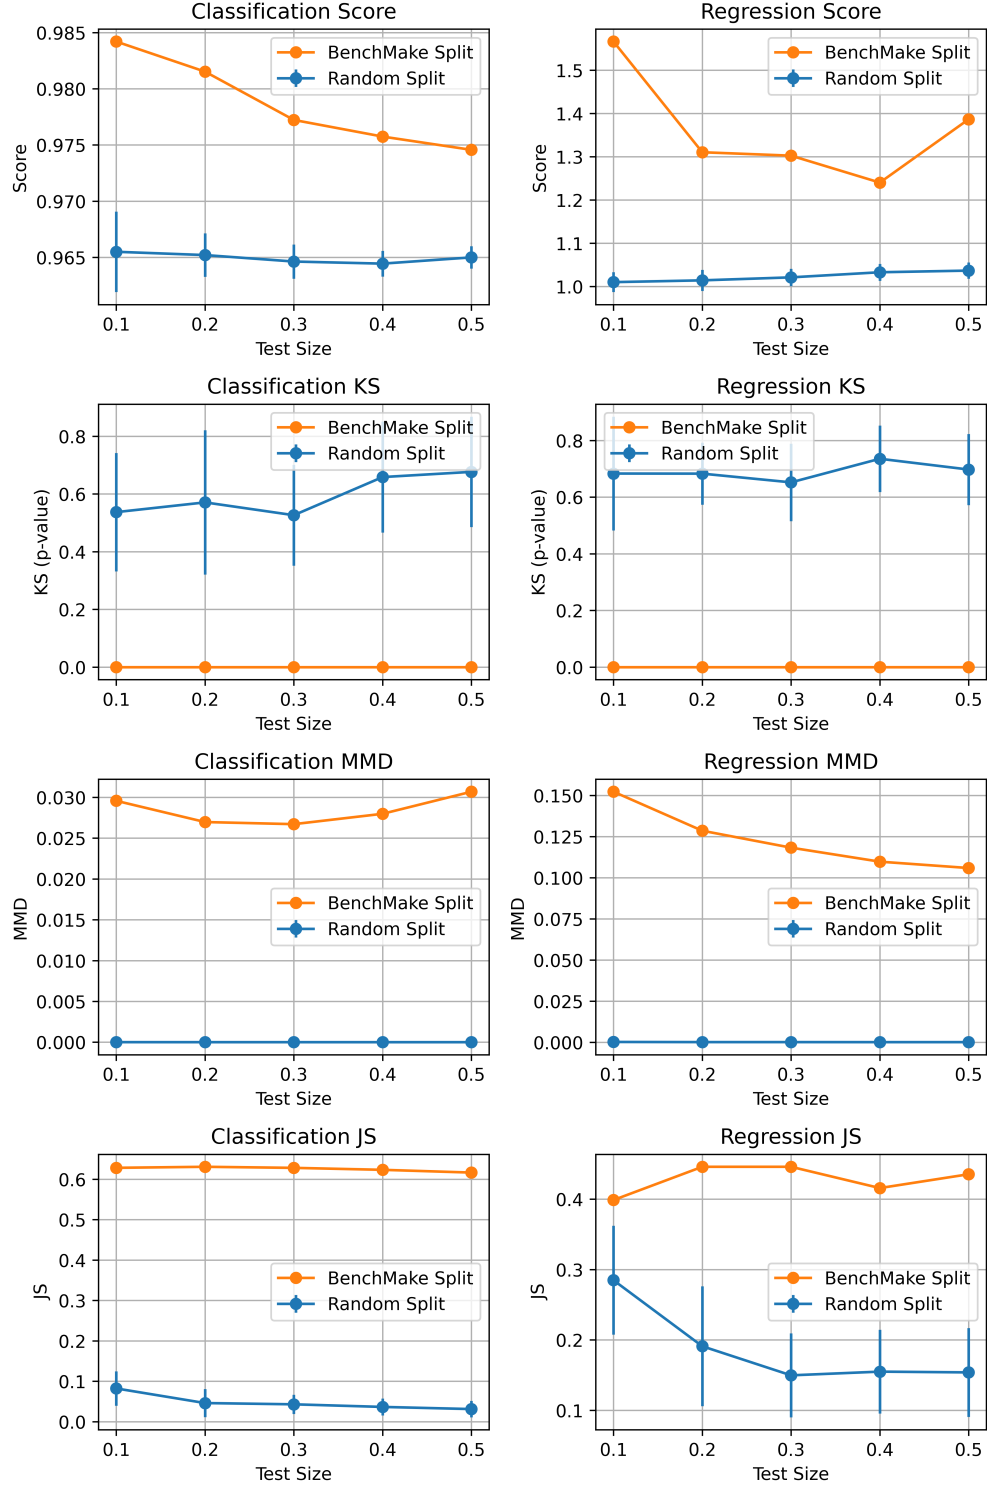 Classification Score
0.985
0.980
0.975
0.970
0.965
Score
BenchMake Split
Random Split
0.1 0.2 0.3 0.4 0.5
Test Size
Regression Score
1.5
1.4
1.3
1.2
1.1
1.0
Score
BenchMake Split
Random Split
0.1 0.2 0.3 0.4 0.5
Test Size
Classification KS
0.8
0.6
0.4
0.2
0.0
KS (p-value)
BenchMake Split
Random Split
0.1 0.2 0.3 0.4 0.5
Test Size
Regression KS
0.8
0.6
0.4
0.2
0.0
KS (p-value)
BenchMake Split
Random Split
0.1 0.2 0.3 0.4 0.5
Test Size
Classification MMD
0.030
0.025
0.020
0.015
0.010
0.005
0.000
MMD
BenchMake Split
Random Split
0.1 0.2 0.3 0.4 0.5
Test Size
Regression MMD
0.150
0.125
0.100
0.075
0.050
0.025
0.000
MMD
BenchMake Split
Random Split
0.1 0.2 0.3 0.4 0.5
Test Size
Classification JS
0.6
0.5
0.4
0.3
0.2
0.1
0.0
JS
BenchMake Split
Random Split
0.1 0.2 0.3 0.4 0.5
Test Size
Regression JS
0.4
0.3
0.2
0.1
JS
BenchMake Split
Random Split
0.1 0.2 0.3 0.4 0.5
Test Size